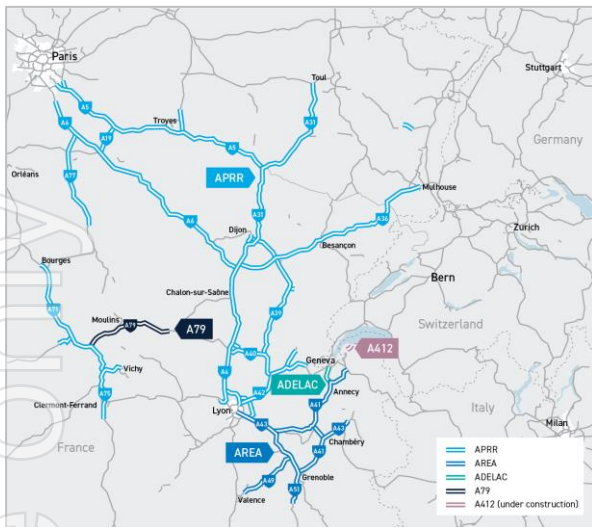 Paris
Toul
Stuttgart
A5
Troyes
A6
A19
A5
A31
Germany
Orléans
A77
APRR
Mulhouse
A31
A6
A36
Dijon
Zurich
Besançon
Bourges
Bern
Chalon-sur-Saône
A71
Moulins
A79
A79
A39
Switzerland
A40
Geneva
A412
Vichy
A6
A42
ADELAC
Annecy
Clermont-Ferrand
A75
Lyon
A41
Italy
A43
A43
Milan
France
AREA
Chambéry
A41
A49
Grenoble
Valence
A51
APRR
AREA
ADELAC
A79
A412 (under construction)